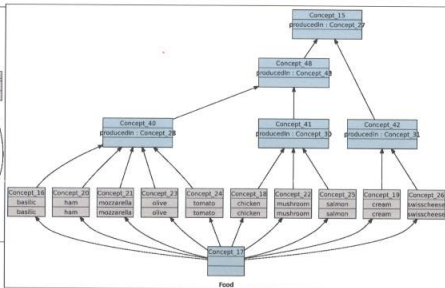 Concept_15
producedIn : Concept_27
Concept_48
producedIn : Concept_43
Concept_40
producedIn : Concept_28
Concept_41
producedIn : Concept_30
Concept_42
producedIn : Concept_31
Concept_16
basilic
basilic
Concept_20
ham
ham
Concept_21
mozzarella
mozzarella
Concept_23
olive
olive
Concept_24
tomato
tomato
Concept_18
chicken
chicken
Concept_22
mushroom
mushroom
Concept_25
salmon
salmon
Concept_19
cream
cream
Concept_26
swisscheese
swisscheese
Concept_17
Food